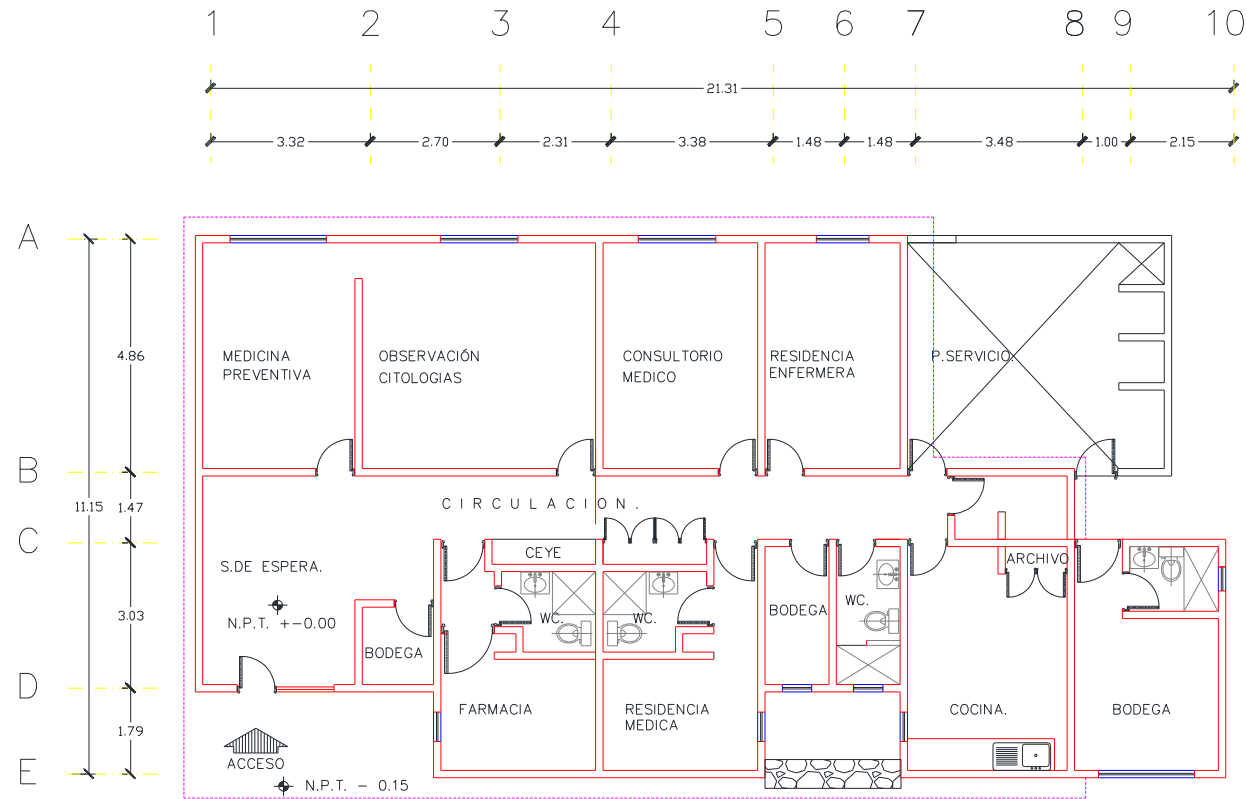 1 2 3 4 5 6 7 8 9 10
21.31
3.32 2.70 2.31 3.38 1.48 1.48 3.48 1.00 2.15
A
B
C
D
E
11.15
4.86
1.47
3.03
1.79
MEDICINA
PREVENTIVA
OBSERVACIÓN
CITOLOGIAS
CONSULTORIO
MEDICO
RESIDENCIA
ENFERMERA
P.SERVICIO.
CIRCULACION.
S.DE ESPERA.
N.P.T. +-0.00
CEYE
WC.
WC.
BODEGA
WC.
ARCHIVO
BODEGA
FARMACIA
RESIDENCIA
MEDICA
COCINA.
BODEGA
ACCESO
N.P.T. - 0.15